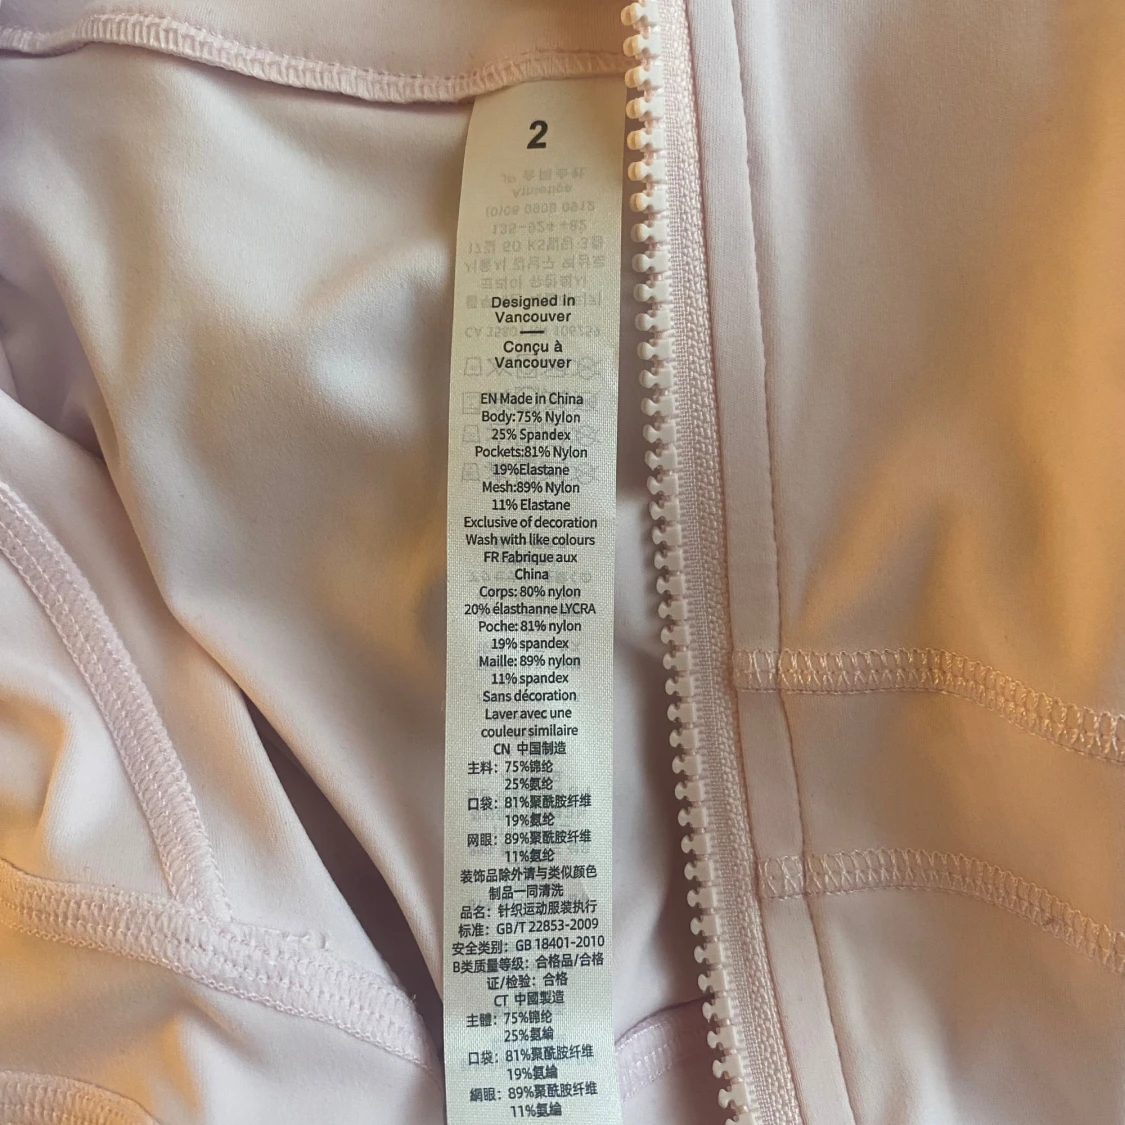 2
Designed in
Vancouver
Conçu à
Vancouver
EN Made in China
Body:75% Nylon
25% Spandex
Pockets:81% Nylon
19%Elastane
Mesh:89% Nylon
11% Elastane
Exclusive of decoration
Wash with like colours
FR Fabrique aux
China
Corps: 80% nylon
20% élasthanne LYCRA
Poche: 81% nylon
19% spandex
Maille: 89% nylon
11% spandex
Sans décoration
Laver avec une
couleur similaire
CN 中国制造
主料：75%锦纶
25%氨纶
口袋：81%聚酰胺纤维
19%氨纶
网眼：89%聚酰胺纤维
11%氨纶
装饰品除外请与类似颜色
制品一同清洗
品名：针织运动服装执行
标准：GB/T 22853-2009
安全类别：GB 18401-2010
B类质量等级：合格品/合格
证/检验：合格
CT 中國製造
主體：75%锦纶
25%氨綸
口袋：81%聚酰胺纤维
19%氨綸
網眼：89%聚酰胺纤维
11%氨綸